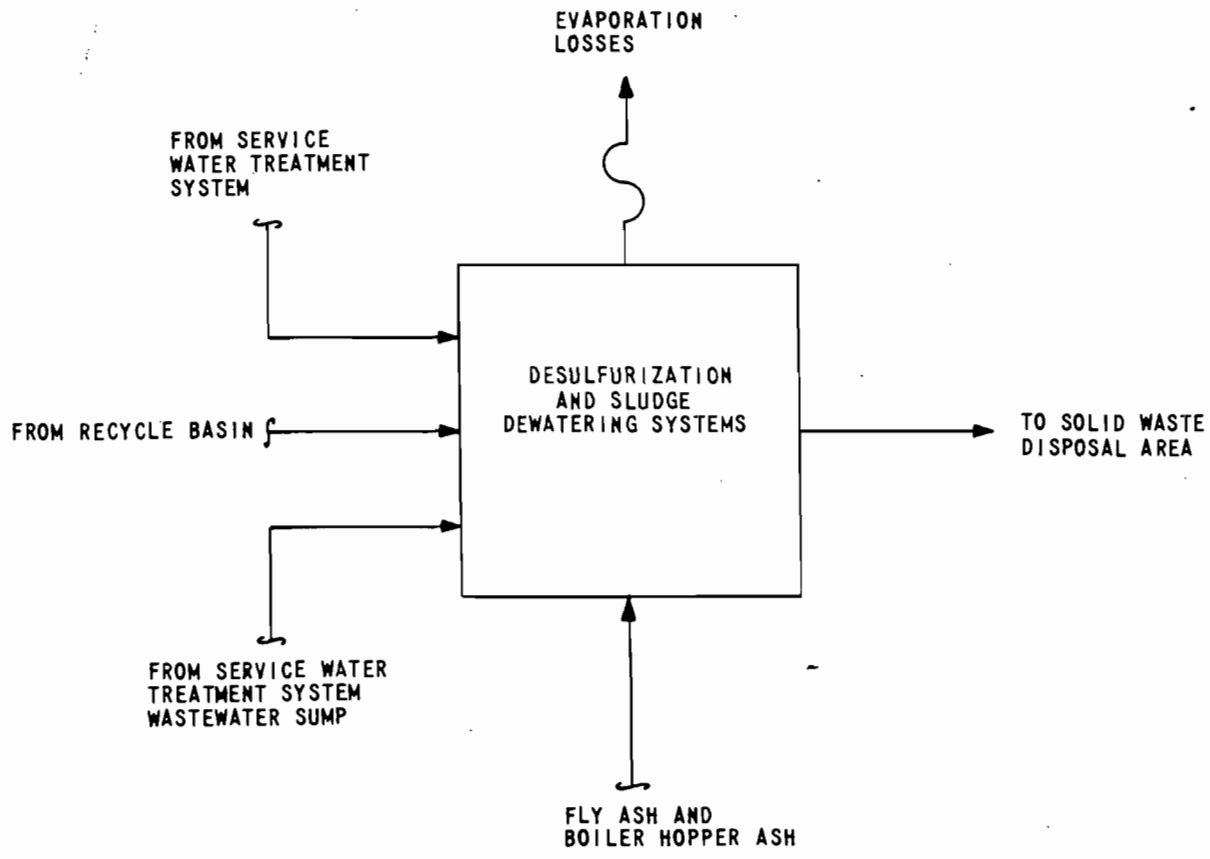 EVAPORATION
LOSSES
FROM SERVICE
WATER TREATMENT
SYSTEM
DESULFURIZATION
AND SLUDGE
DEWATERING SYSTEMS
FROM RECYCLE BASIN
TO SOLID WASTE
DISPOSAL AREA
FROM SERVICE WATER
TREATMENT SYSTEM
WASTEWATER SUMP
FLY ASH AND
BOILER HOPPER ASH